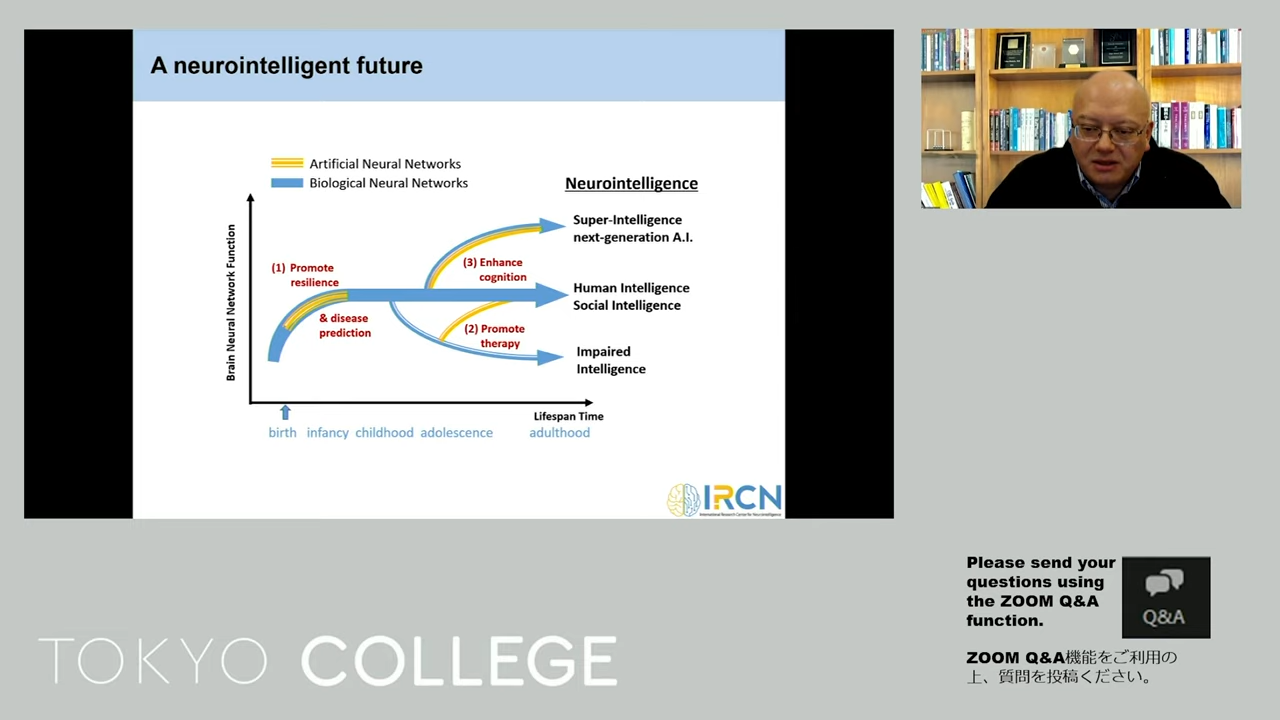 A neurointelligent future
Artificial Neural Networks
Biological Neural Networks
Neurointelligence
Super-Intelligence
next-generation A.I.
(3) Enhance
cognition
(1) Promote
resilience
Human Intelligence
Social Intelligence
& disease
prediction
(2) Promote
therapy
Impaired
Intelligence
Brain Neural Network Function
Lifespan Time
birth infancy childhood adolescence adulthood
IRCN
International Research Center for Neurointelligence
Please send your
questions using
the ZOOM Q&A
function.
Q&A
ZOOM Q&A機能をご利用の
上、質問を投稿ください。
TOKYO COLLEGE